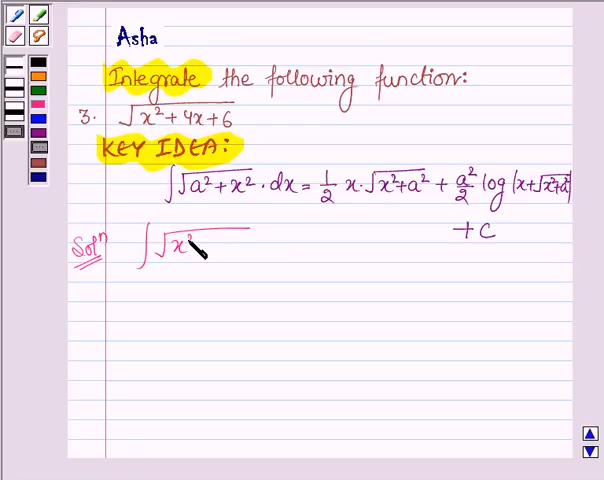 Asha
Integrate the following function:
3. √(x² + 4x + 6)
KEY IDEA:
∫√(a² + x²) · dx = 1/2 x·√(x² + a²) + a²/2 log |x + √(x² + a²)|
+ C
Solⁿ ∫√(x²